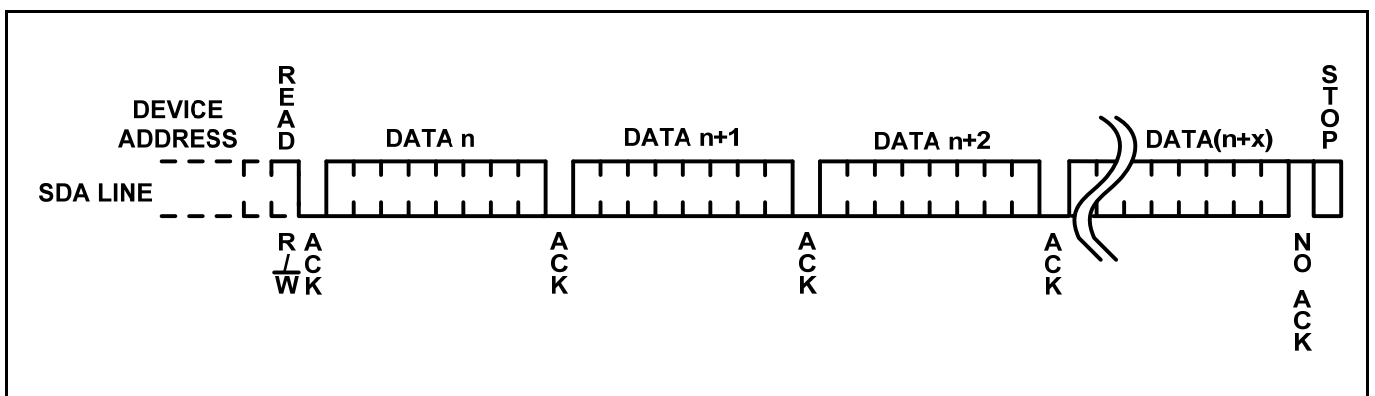 DEVICE
ADDRESS
READ
DATA n
DATA n+1
DATA n+2
DATA(n+x)
STOP
SDA LINE
R/W
ACK
ACK
ACK
ACK
NO ACK